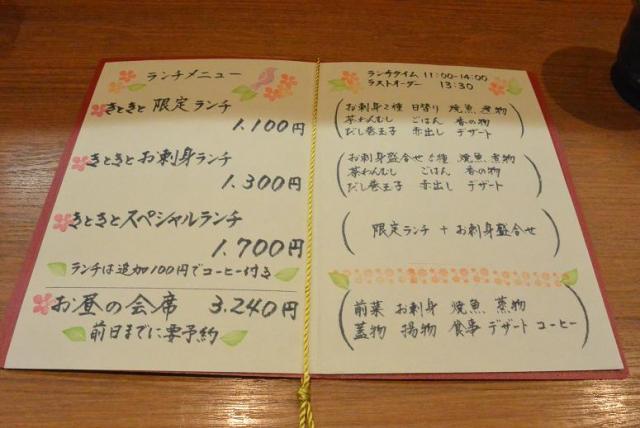 ランチメニュー
きときと 限定ランチ
1.100円
きときとお刺身ランチ
1.300円
きときとスペシャルランチ
1.700円
ランチは追加100円でコーヒー付き
お昼の会席 3.240円
前日までに要予約
ランチタイム 11:00-14:00
ラストオーダー 13:30
お刺身2種 日替り 焼魚 煮物
茶わんむし ごはん 香の物
だし巻玉子 赤出し デザート
お刺身盛合せ5種 焼魚 煮物
茶わんむし ごはん 香の物
だし巻玉子 赤出し デザート
限定ランチ + お刺身盛合せ
前菜 お刺身 焼魚 蒸物
蓋物 揚物 食事 デザート コーヒー